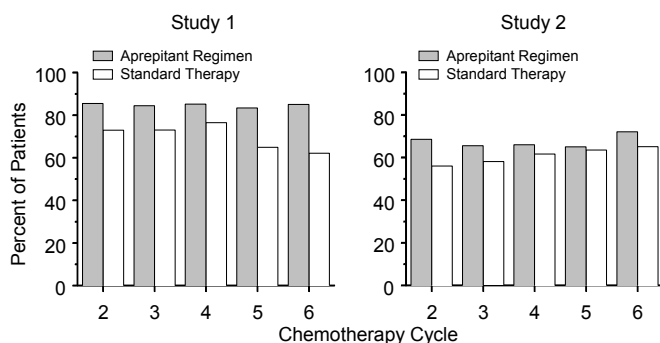 Study 1
Study 2
Aprepitant Regimen
Standard Therapy
Aprepitant Regimen
Standard Therapy
Percent of Patients
100
80
60
40
20
0
100
80
60
40
20
0
2 3 4 5 6
2 3 4 5 6
Chemotherapy Cycle